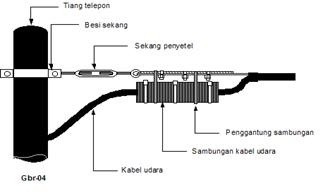 Tiang telepon
Besi sekang
Sekang penyetel
Penggantung sambungan
Sambungan kabel udara
Kabel udara
Gbr-04